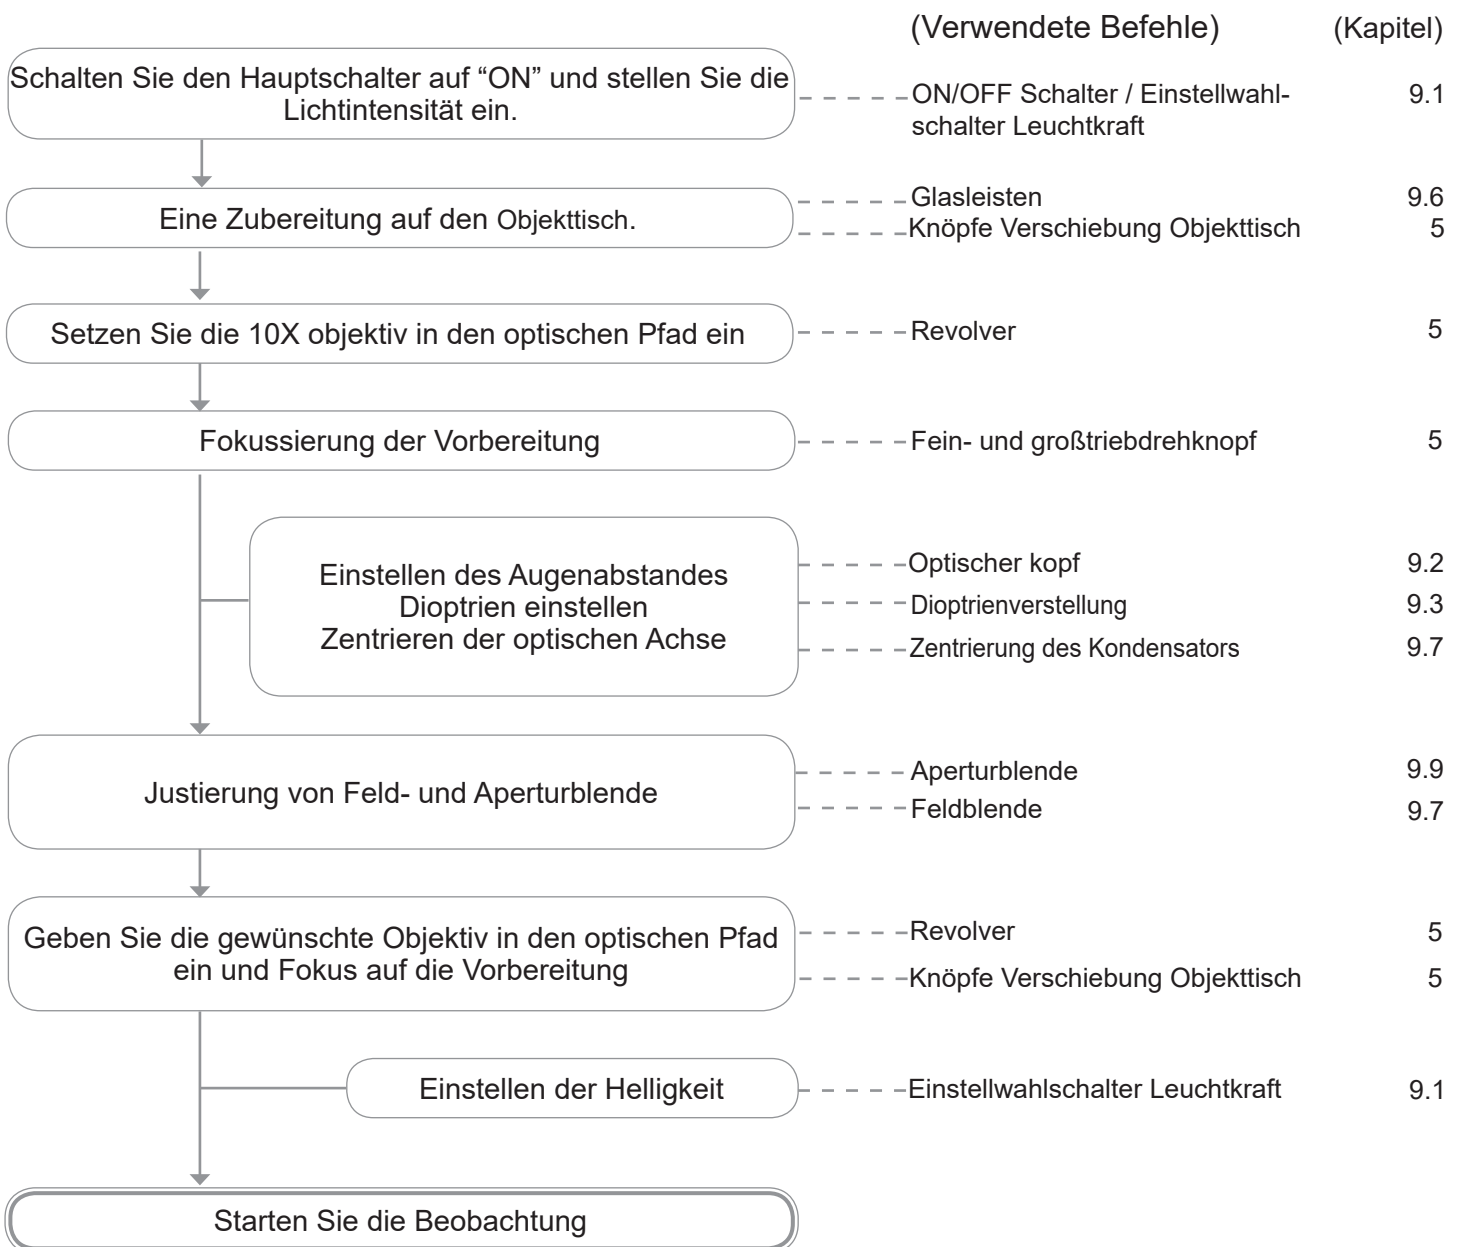 (Verwendete Befehle) (Kapitel)
Schalten Sie den Hauptschalter auf “ON” und stellen Sie die
Lichtintensität ein.
ON/OFF Schalter / Einstellwahl- 9.1
schalter Leuchtkraft
Eine Zubereitung auf den Objekttisch.
Glasleisten 9.6
Knöpfe Verschiebung Objekttisch 5
Setzen Sie die 10X objektiv in den optischen Pfad ein
Revolver 5
Fokussierung der Vorbereitung
Fein- und großtriebdrehknopf 5
Einstellen des Augenabstandes
Dioptrien einstellen
Zentrieren der optischen Achse
Optischer kopf 9.2
Dioptrienverstellung 9.3
Zentrierung des Kondensators 9.7
Justierung von Feld- und Aperturblende
Aperturblende 9.9
Feldblende 9.7
Geben Sie die gewünschte Objektiv in den optischen Pfad
ein und Fokus auf die Vorbereitung
Revolver 5
Knöpfe Verschiebung Objekttisch 5
Einstellen der Helligkeit
Einstellwahlschalter Leuchtkraft 9.1
Starten Sie die Beobachtung